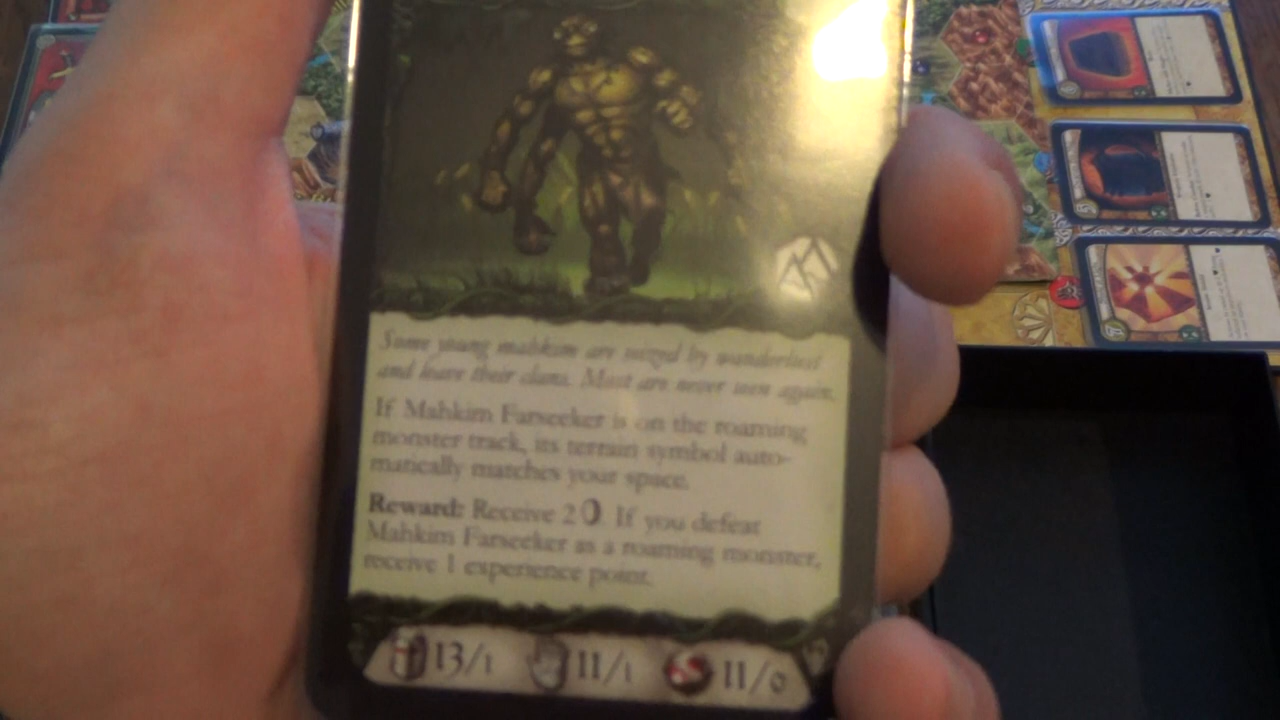 Some young mahkim are seized by wanderlust
and leave their clans. Most are never seen again.
If Mahkim Farseeker is on the roaming
monster track, its terrain symbol auto-
matically matches your space.
Reward: Receive 2 . If you defeat
Mahkim Farseeker as a roaming monster,
receive 1 experience point.
13/1 11/1 11/0